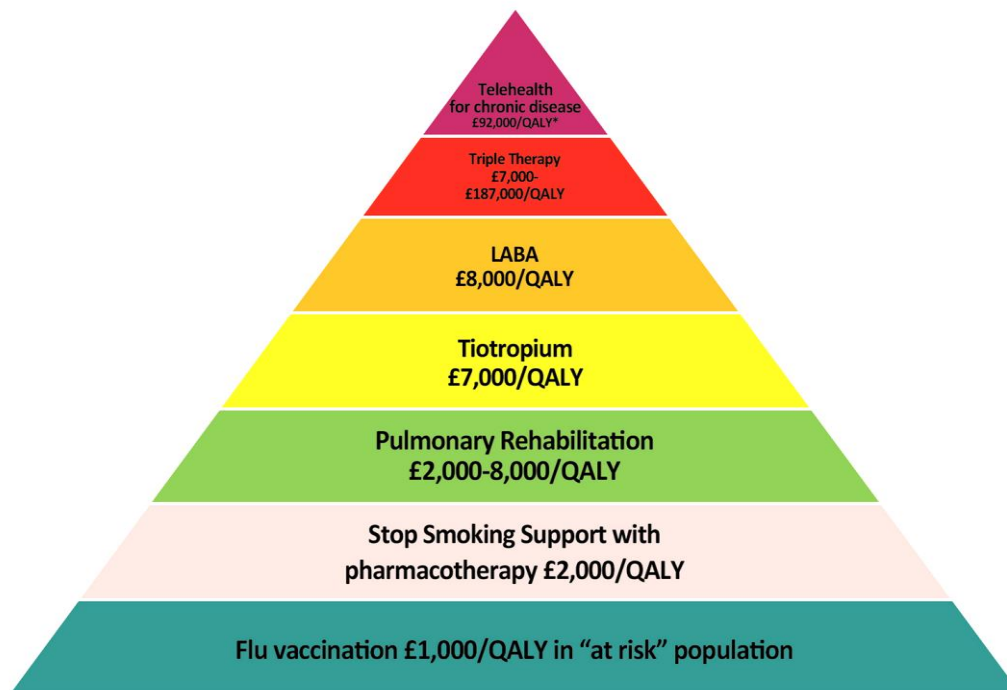 Telehealth
for chronic disease
£92,000/QALY*
Triple Therapy
£7,000-
£187,000/QALY
LABA
£8,000/QALY
Tiotropium
£7,000/QALY
Pulmonary Rehabilitation
£2,000-8,000/QALY
Stop Smoking Support with
pharmacotherapy £2,000/QALY
Flu vaccination £1,000/QALY in “at risk” population